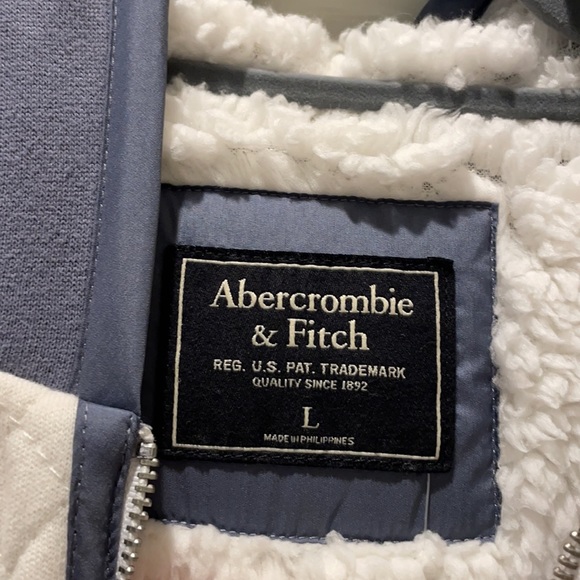 Abercrombie
& Fitch
REG. U.S. PAT. TRADEMARK
QUALITY SINCE 1892
L
MADE IN PHILIPPINES